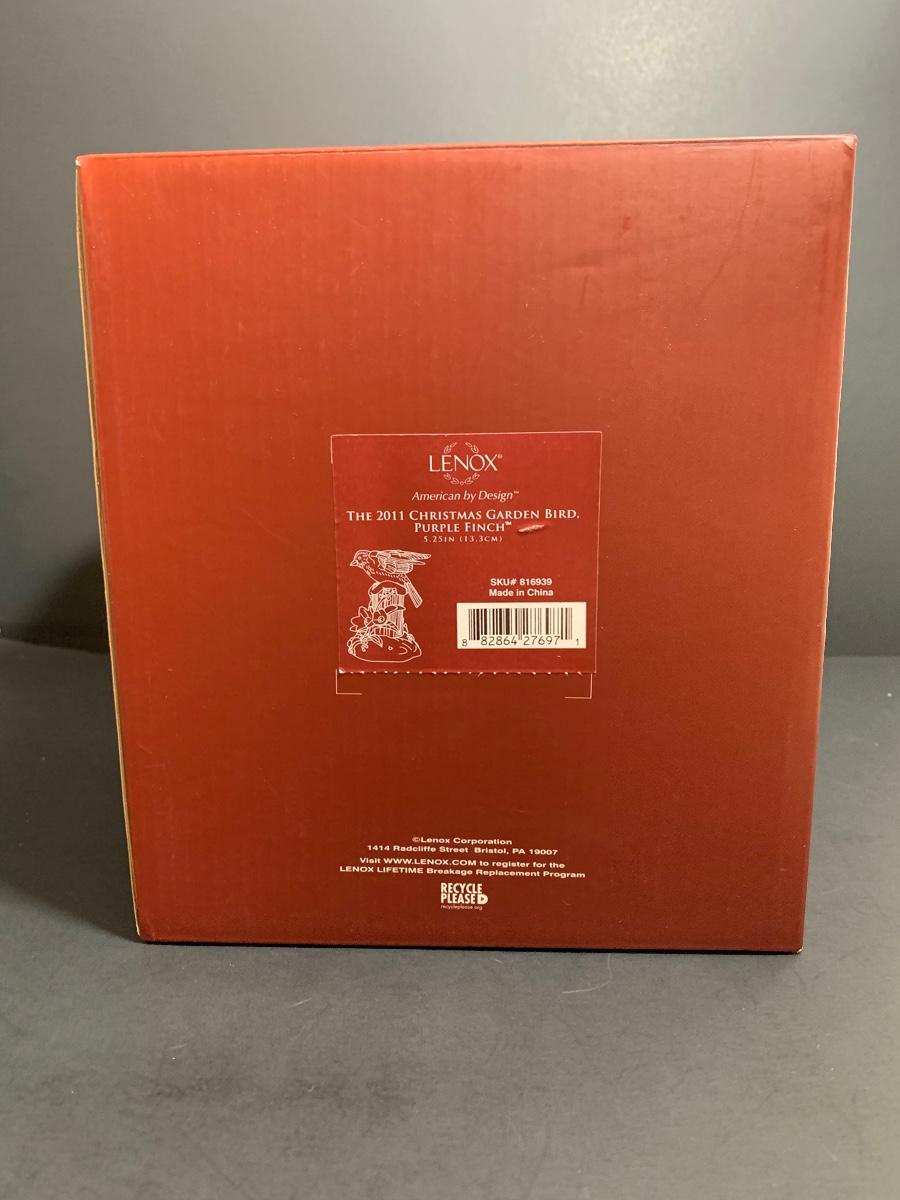 LENOX®
American by Design™
THE 2011 CHRISTMAS GARDEN BIRD,
PURPLE FINCH™
5.25IN (13,3CM)
SKU# 816939
Made in China
8 82864 27697 1
©Lenox Corporation
1414 Radcliffe Street Bristol, PA 19007
Visit WWW.LENOX.COM to register for the
LENOX LIFETIME Breakage Replacement Program
RECYCLE
PLEASE
recycleplease.org